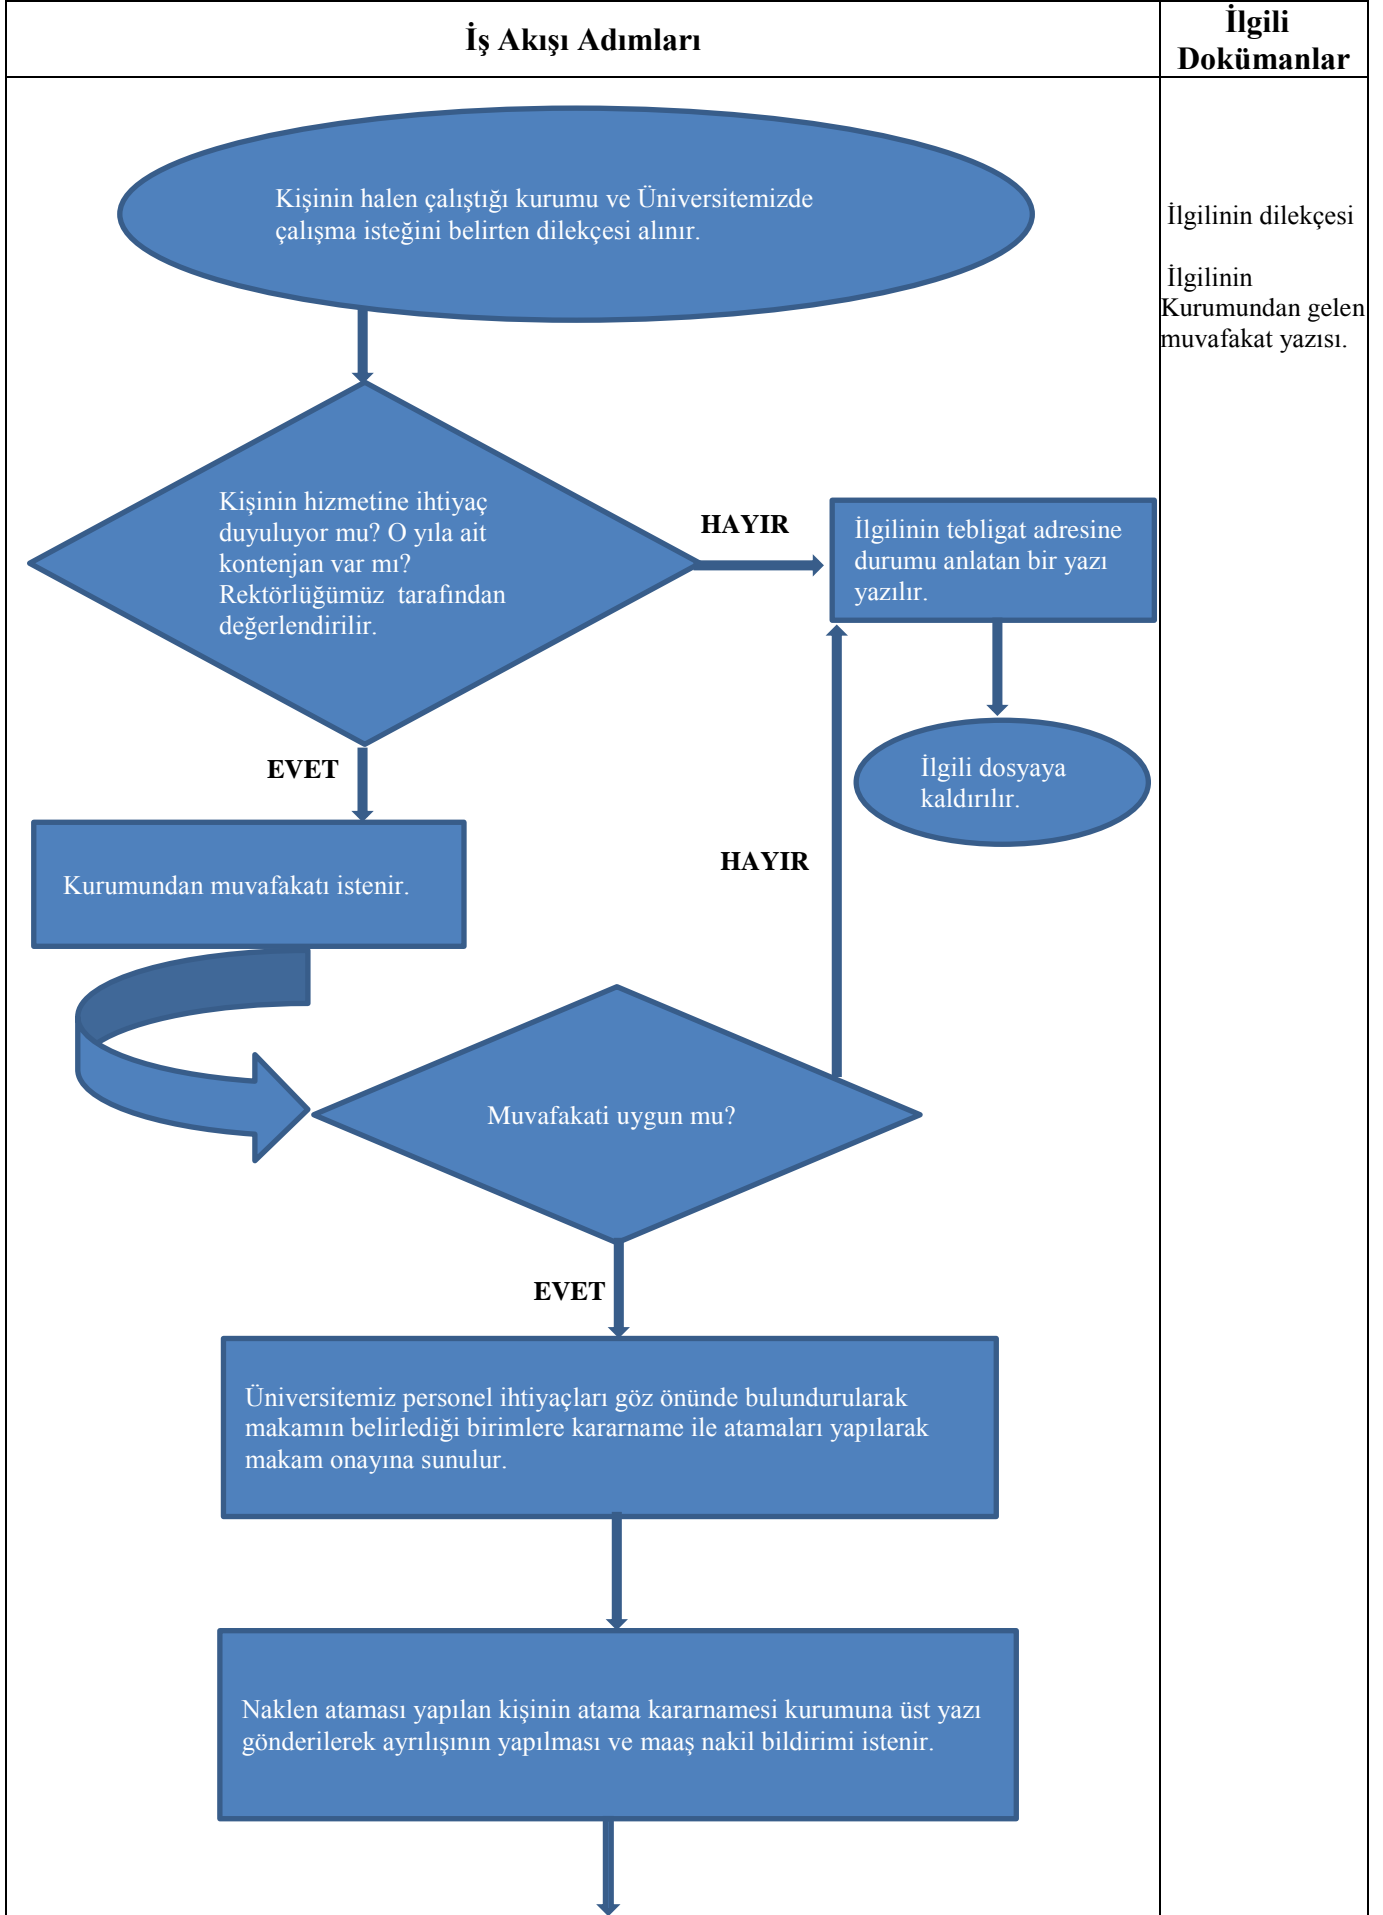 İş Akışı Adımları
İlgili
Dokümanlar
Kişinin halen çalıştığı kurumu ve Üniversitemizde
çalışma isteğini belirten dilekçesi alınır.
İlgilinin dilekçesi
İlgilinin
Kurumundan gelen
muvafakat yazısı.
Kişinin hizmetine ihtiyaç
duyuluyor mu? O yıla ait
kontenjan var mı?
Rektörlüğümüz  tarafından
değerlendirilir.
HAYIR
İlgilinin tebligat adresine
durumu anlatan bir yazı
yazılır.
EVET
İlgili dosyaya
kaldırılır.
HAYIR
Kurumundan muvafakatı istenir.
Muvafakati uygun mu?
EVET
Üniversitemiz personel ihtiyaçları göz önünde bulundurularak
makamın belirlediği birimlere kararname ile atamaları yapılarak
makam onayına sunulur.
Naklen ataması yapılan kişinin atama kararnamesi kurumuna üst yazı
gönderilerek ayrılışının yapılması ve maaş nakil bildirimi istenir.